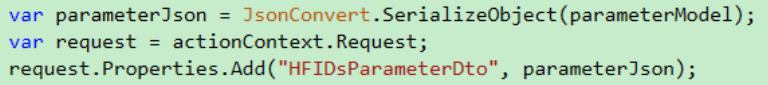 var parameterJson = JsonConvert.SerializeObject(parameterModel);
var request = actionContext.Request;
request.Properties.Add("HFIDsParameterDto", parameterJson);